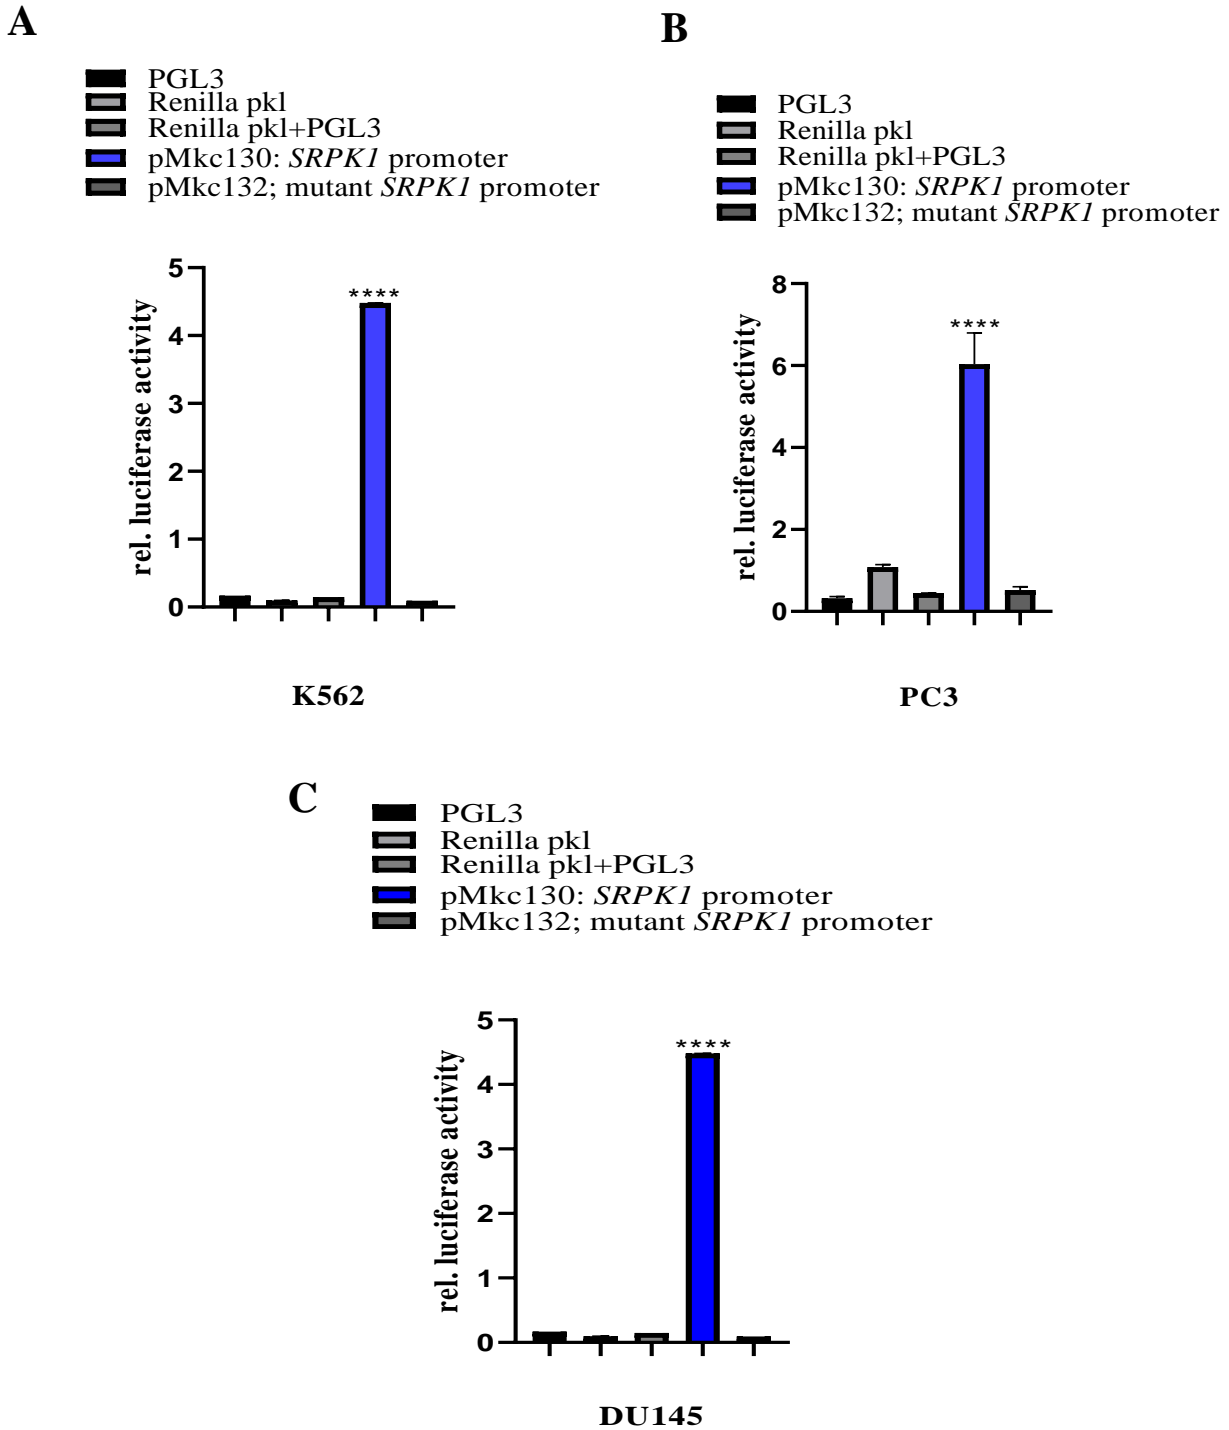 A
PGL3
Renilla pkl
Renilla pkl+PGL3
pMkc130: SRPK1 promoter
pMkc132; mutant SRPK1 promoter
5
4
3
2
1
0
rel. luciferase activity
****
K562
B
PGL3
Renilla pkl
Renilla pkl+PGL3
pMkc130: SRPK1 promoter
pMkc132; mutant SRPK1 promoter
8
6
4
2
0
rel. luciferase activity
****
PC3
C
PGL3
Renilla pkl
Renilla pkl+PGL3
pMkc130: SRPK1 promoter
pMkc132; mutant SRPK1 promoter
5
4
3
2
1
0
rel. luciferase activity
****
DU145